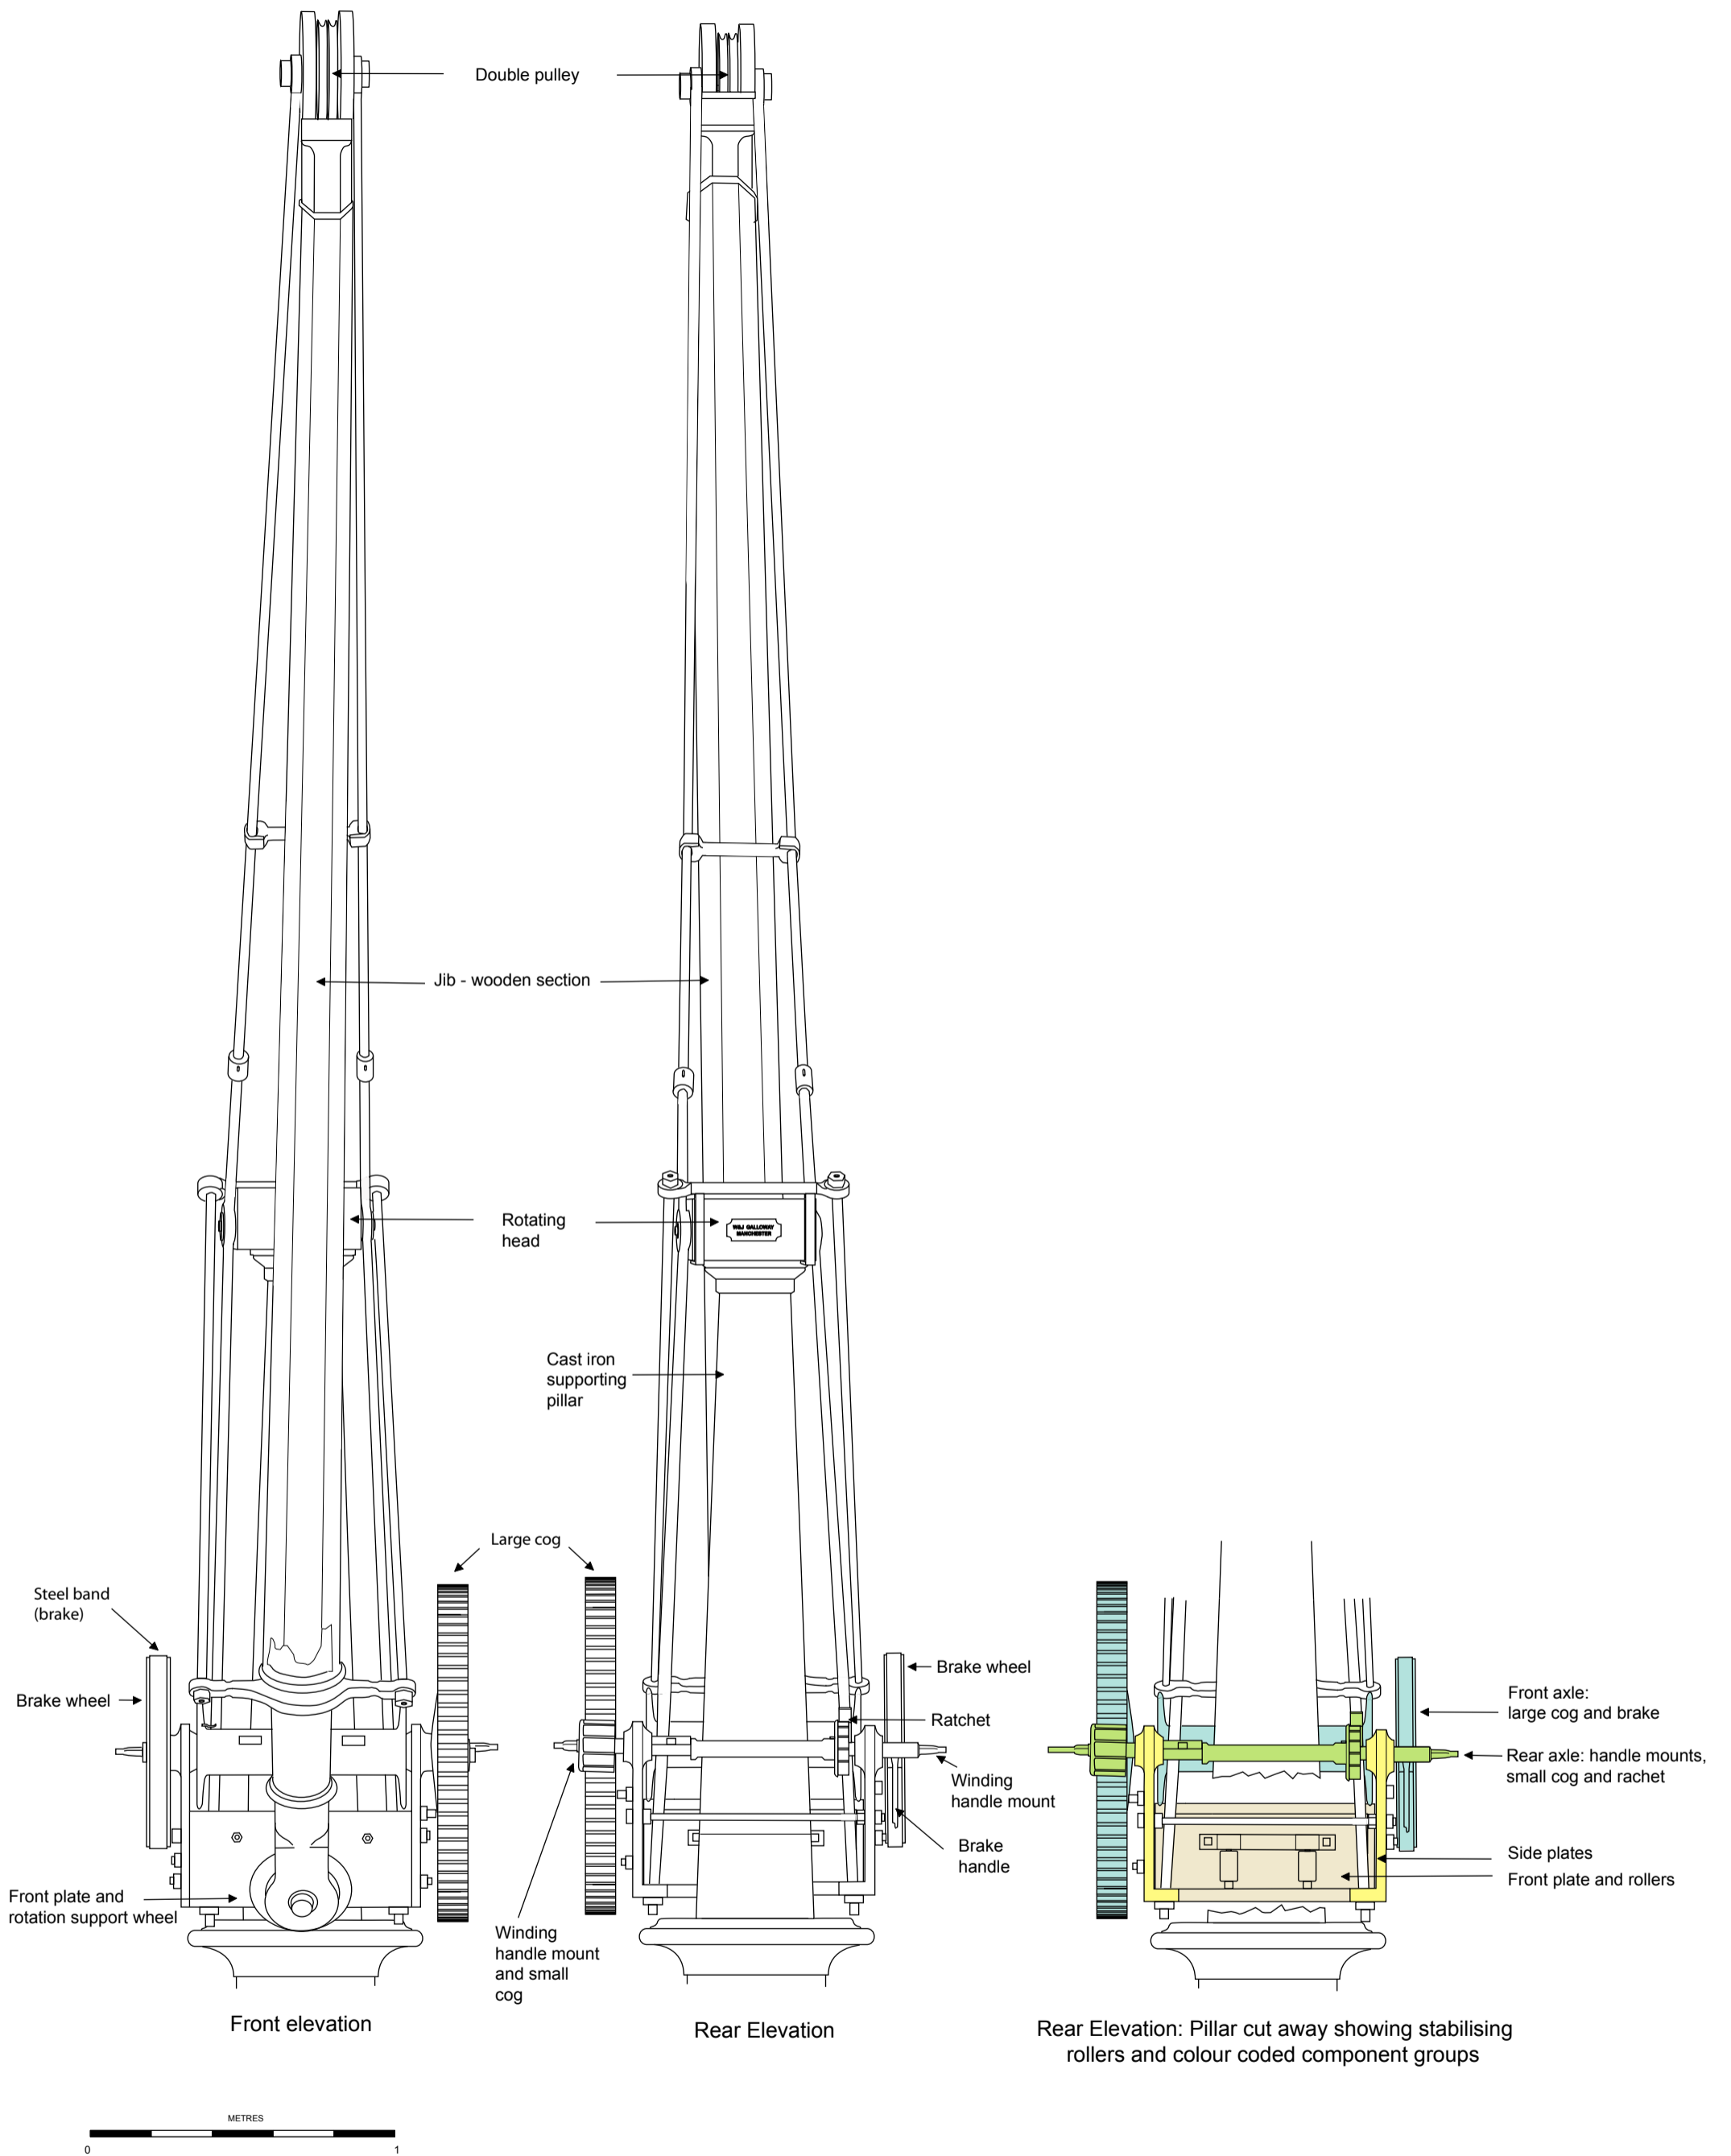 Double pulley
Jib - wooden section
Rotating
head
W&J GALLOWAY
MANCHESTER
Cast iron
supporting
pillar
Large cog
Steel band
(brake)
Brake wheel
Front plate and
rotation support wheel
Winding
handle mount
and small
cog
Brake wheel
Ratchet
Winding
handle mount
Brake
handle
Front axle:
large cog and brake
Rear axle: handle mounts,
small cog and rachet
Side plates
Front plate and rollers
Front elevation
Rear Elevation
Rear Elevation: Pillar cut away showing stabilising
rollers and colour coded component groups
METRES
0 1